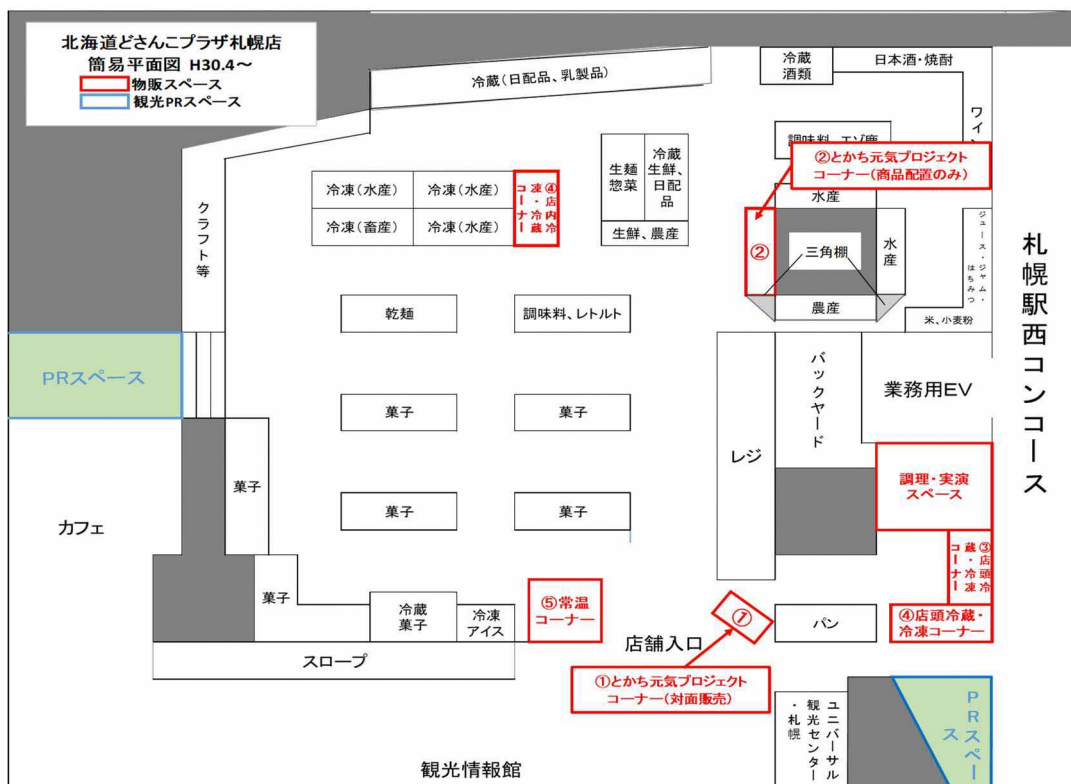 北海道どさんこプラザ札幌店
簡易平面図 H30.4～
物販スペース
観光PRスペース
冷蔵（日配品、乳製品）
冷蔵
酒類
日本酒・焼酎
ワイン
調味料、エゾ鹿
②とかち元気プロジェクト
コーナー（商品配置のみ）
水産
②
三角棚
水産
農産
ジュース・ジャム・
はちみつ
米、小麦粉
札幌駅西コンコース
クラフト等
冷凍（水産）
冷凍（水産）
冷凍（畜産）
冷凍（水産）
④店内冷
凍・冷蔵
コーナー
生麺
惣菜
冷蔵
生鮮、
日配
品
生鮮、農産
乾麺
調味料、レトルト
PRスペース
菓子
菓子
菓子
菓子
レジ
バックヤード
業務用EV
調理・実演
スペース
③店頭冷
蔵・冷凍
コーナー
④店頭冷蔵・
冷凍コーナー
カフェ
菓子
菓子
冷蔵
菓子
冷凍
アイス
⑤常温
コーナー
スロープ
店舗入口
①
パン
①とかち元気プロジェクト
コーナー（対面販売）
ユニバーサル
観光センター
・札幌
PRスペー
ス
観光情報館